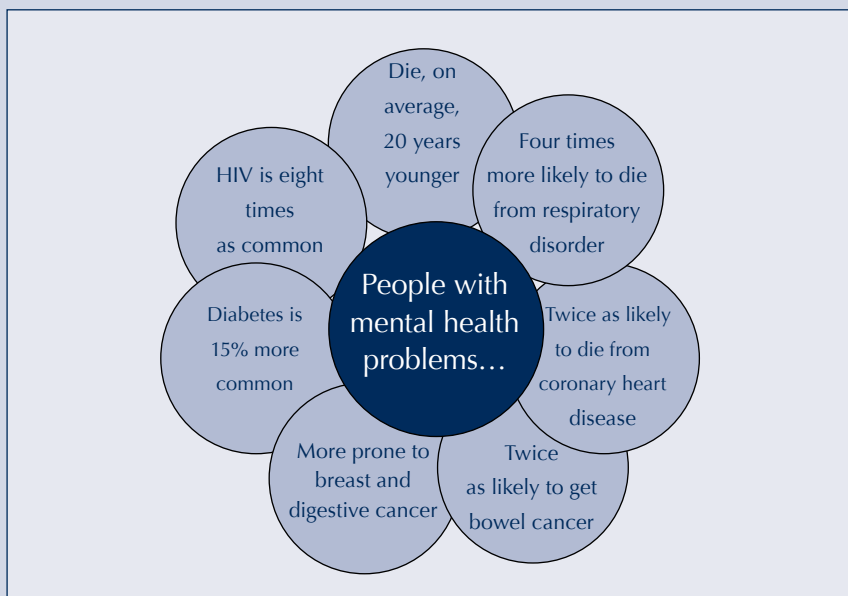 Die, on
average,
20 years
younger
Four times
more likely to die
from respiratory
disorder
Twice as likely
to die from
coronary heart
disease
Twice
as likely to get
bowel cancer
More prone to
breast and
digestive cancer
Diabetes is
15% more
common
HIV is eight
times
as common
People with
mental health
problems…